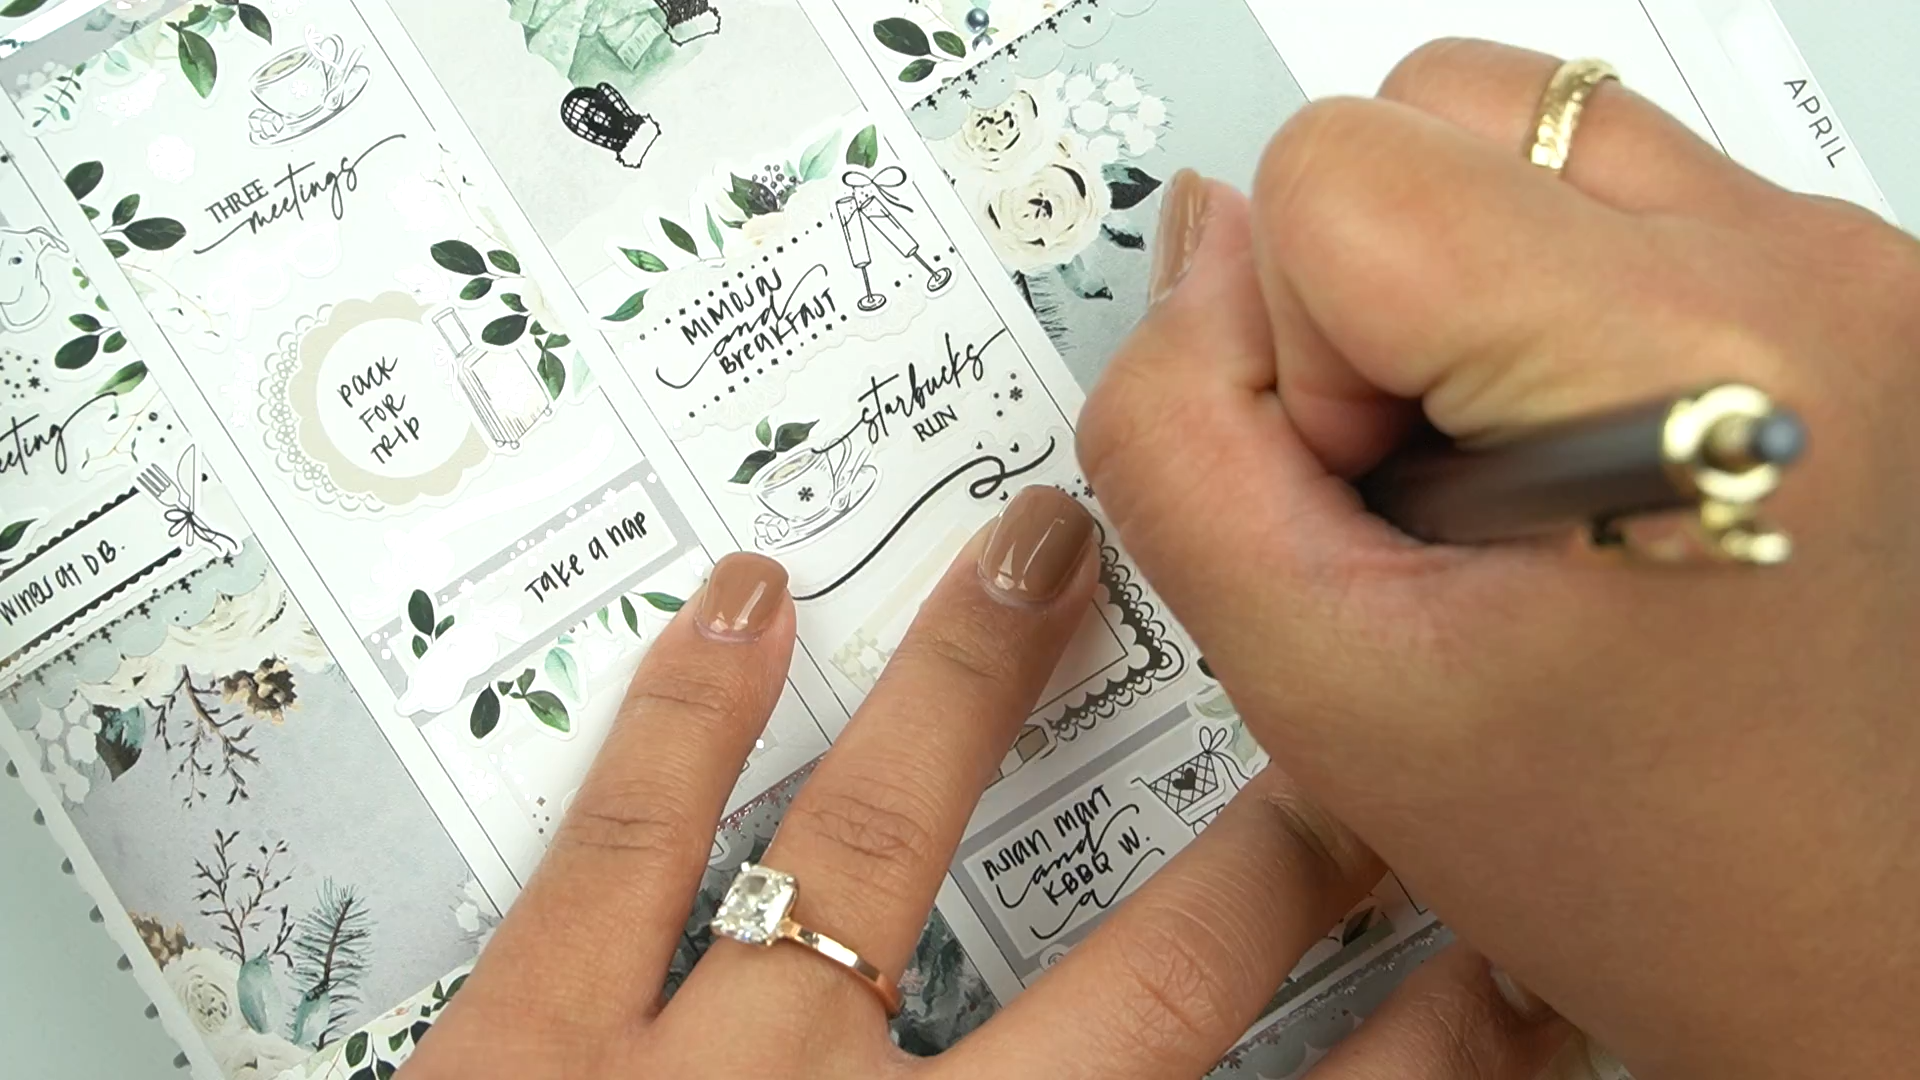 THREE
meetings
PACK
FOR
TRIP
Take a nap
eeting
WINGS AT DB.
MIMOSAS
and
BREAKFAST
starbucks
RUN
ASIAN MART
and
KBBQ W.
a
APRIL